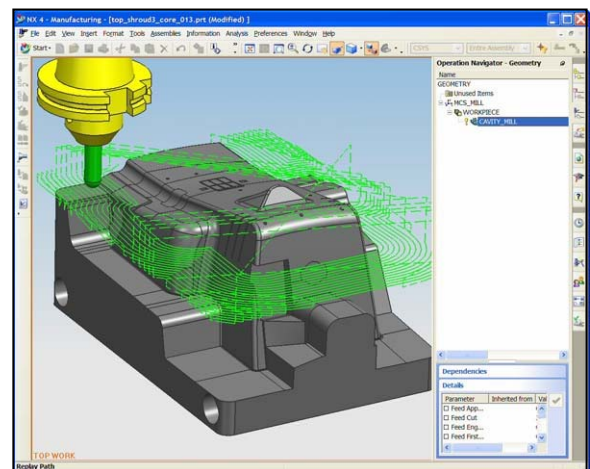 NX 4 - Manufacturing - [top_shroud3_core_013.prt (Modified) ]
File Edit View Insert Format Tools Assemblies Information Analysis Preferences Window Help
Start
CSYS
Entire Assembly
Operation Navigator - Geometry
Name
GEOMETRY
Unused Items
MCS_MILL
WORKPIECE
CAVITY_MILL
Dependencies
Details
Parameter Inherited from Val
Feed App...
Feed Cut
Feed Eng...
Feed First...
TOP WORK
Replay Path